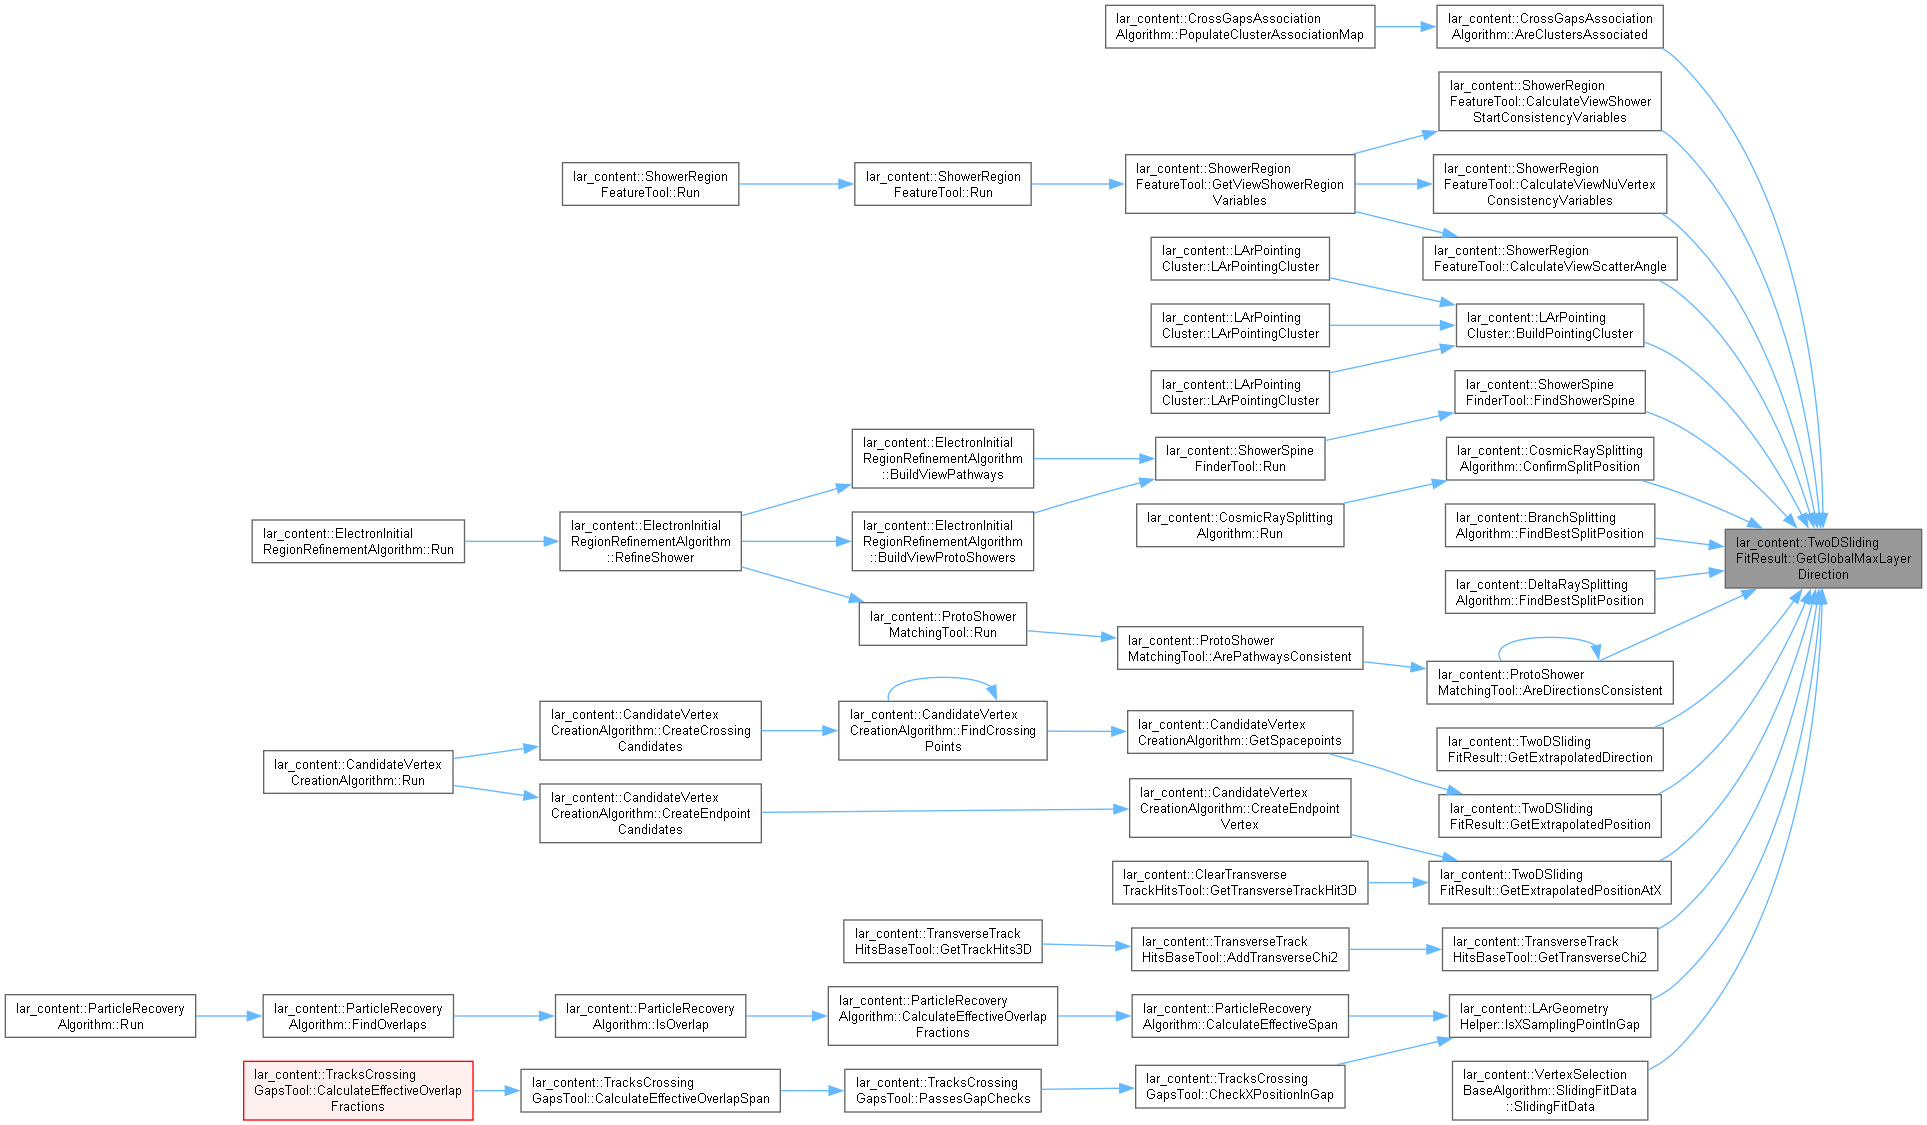 lar_content::CrossGapsAssociation
Algorithm::PopulateClusterAssociationMap
lar_content::CrossGapsAssociation
Algorithm::AreClustersAssociated
lar_content::ShowerRegion
FeatureTool::CalculateViewShower
StartConsistencyVariables
lar_content::ShowerRegion
FeatureTool::Run
lar_content::ShowerRegion
FeatureTool::Run
lar_content::ShowerRegion
FeatureTool::GetViewShowerRegion
Variables
lar_content::ShowerRegion
FeatureTool::CalculateViewNuVertex
ConsistencyVariables
lar_content::ShowerRegion
FeatureTool::CalculateViewScatterAngle
lar_content::LArPointing
Cluster::LArPointingCluster
lar_content::LArPointing
Cluster::LArPointingCluster
lar_content::LArPointing
Cluster::BuildPointingCluster
lar_content::LArPointing
Cluster::LArPointingCluster
lar_content::ShowerSpine
FinderTool::FindShowerSpine
lar_content::ElectronInitial
RegionRefinementAlgorithm
::BuildViewPathways
lar_content::ShowerSpine
FinderTool::Run
lar_content::CosmicRaySplitting
Algorithm::ConfirmSplitPosition
lar_content::CosmicRaySplitting
Algorithm::Run
lar_content::BranchSplitting
Algorithm::FindBestSplitPosition
lar_content::ElectronInitial
RegionRefinementAlgorithm::Run
lar_content::ElectronInitial
RegionRefinementAlgorithm
::RefineShower
lar_content::ElectronInitial
RegionRefinementAlgorithm
::BuildViewProtoShowers
lar_content::TwoDSliding
FitResult::GetGlobalMaxLayer
Direction
lar_content::DeltaRaySplitting
Algorithm::FindBestSplitPosition
lar_content::ProtoShower
MatchingTool::Run
lar_content::ProtoShower
MatchingTool::ArePathwaysConsistent
lar_content::ProtoShower
MatchingTool::AreDirectionsConsistent
lar_content::CandidateVertex
CreationAlgorithm::Run
lar_content::CandidateVertex
CreationAlgorithm::CreateCrossing
Candidates
lar_content::CandidateVertex
CreationAlgorithm::FindCrossing
Points
lar_content::CandidateVertex
CreationAlgorithm::GetSpacepoints
lar_content::TwoDSliding
FitResult::GetExtrapolatedDirection
lar_content::CandidateVertex
CreationAlgorithm::CreateEndpoint
Candidates
lar_content::CandidateVertex
CreationAlgorithm::CreateEndpoint
Vertex
lar_content::TwoDSliding
FitResult::GetExtrapolatedPosition
lar_content::ClearTransverse
TrackHitsTool::GetTransverseTrackHit3D
lar_content::TwoDSliding
FitResult::GetExtrapolatedPositionAtX
lar_content::TransverseTrack
HitsBaseTool::GetTrackHits3D
lar_content::TransverseTrack
HitsBaseTool::AddTransverseChi2
lar_content::TransverseTrack
HitsBaseTool::GetTransverseChi2
lar_content::ParticleRecovery
Algorithm::Run
lar_content::ParticleRecovery
Algorithm::FindOverlaps
lar_content::ParticleRecovery
Algorithm::IsOverlap
lar_content::ParticleRecovery
Algorithm::CalculateEffectiveOverlap
Fractions
lar_content::ParticleRecovery
Algorithm::CalculateEffectiveSpan
lar_content::LArGeometry
Helper::IsXSamplingPointInGap
lar_content::TracksCrossing
GapsTool::CalculateEffectiveOverlap
Fractions
lar_content::TracksCrossing
GapsTool::CalculateEffectiveOverlapSpan
lar_content::TracksCrossing
GapsTool::PassesGapChecks
lar_content::TracksCrossing
GapsTool::CheckXPositionInGap
lar_content::VertexSelection
BaseAlgorithm::SlidingFitData
::SlidingFitData